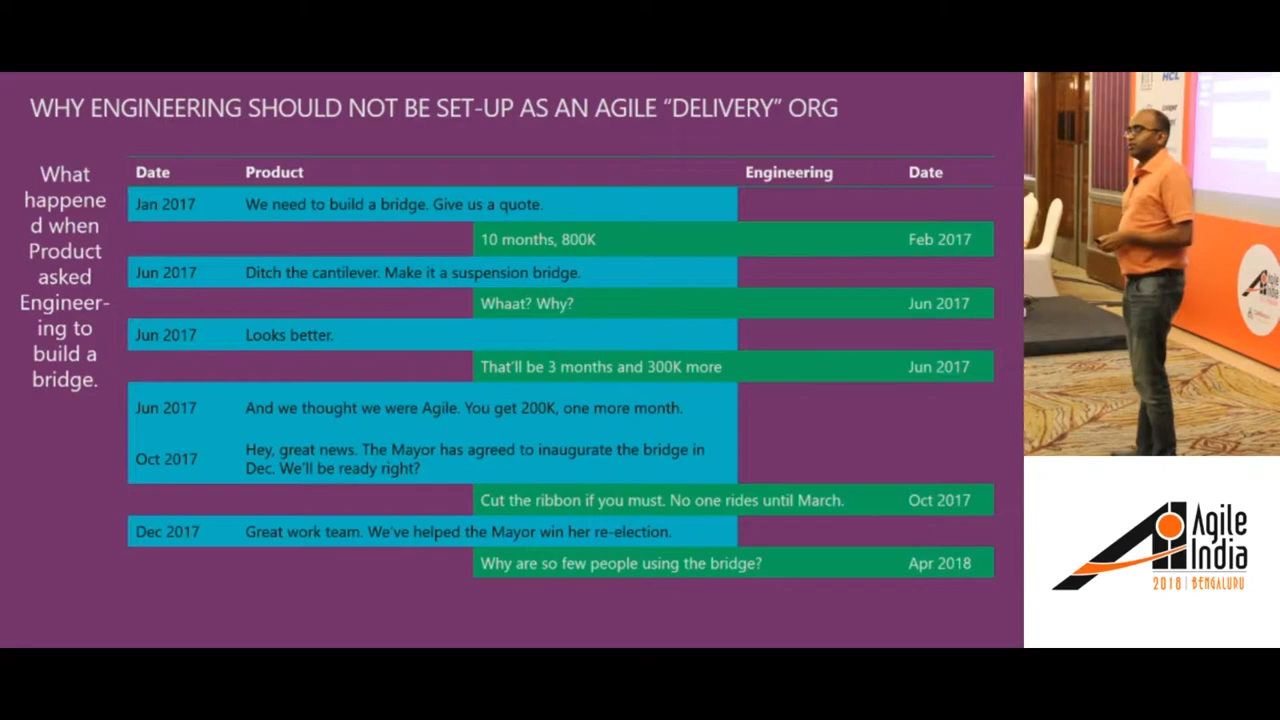 WHY ENGINEERING SHOULD NOT BE SET-UP AS AN AGILE “DELIVERY” ORG
What
happene
d when
Product
asked
Engineer-
ing to
build a
bridge.
Date Product Engineering Date
Jan 2017 We need to build a bridge. Give us a quote.
10 months, 800K Feb 2017
Jun 2017 Ditch the cantilever. Make it a suspension bridge.
Whaat? Why? Jun 2017
Jun 2017 Looks better.
That’ll be 3 months and 300K more Jun 2017
Jun 2017 And we thought we were Agile. You get 200K, one more month.
Oct 2017 Hey, great news. The Mayor has agreed to inaugurate the bridge in
Dec. We’ll be ready right?
Cut the ribbon if you must. No one rides until March. Oct 2017
Dec 2017 Great work team. We’ve helped the Mayor win her re-election.
Why are so few people using the bridge? Apr 2018
HCL
Agile
India
Agile
India
2018 | BENGALURU